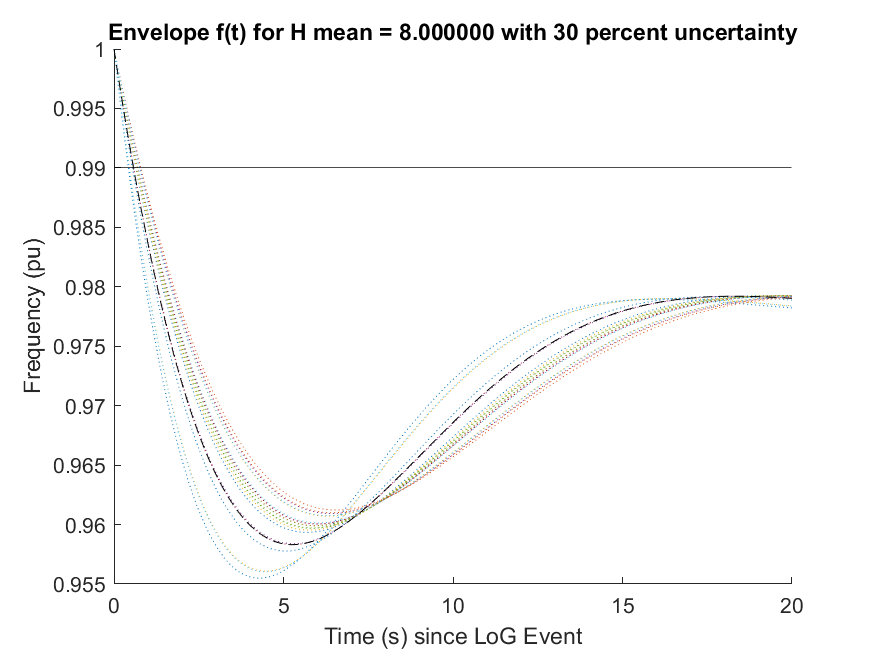 Envelope f(t) for H mean = 8.000000 with 30 percent uncertainty
1
0.995
0.99
0.985
0.98
0.975
0.97
0.965
0.96
0.955
Frequency (pu)
0 5 10 15 20
Time (s) since LoG Event